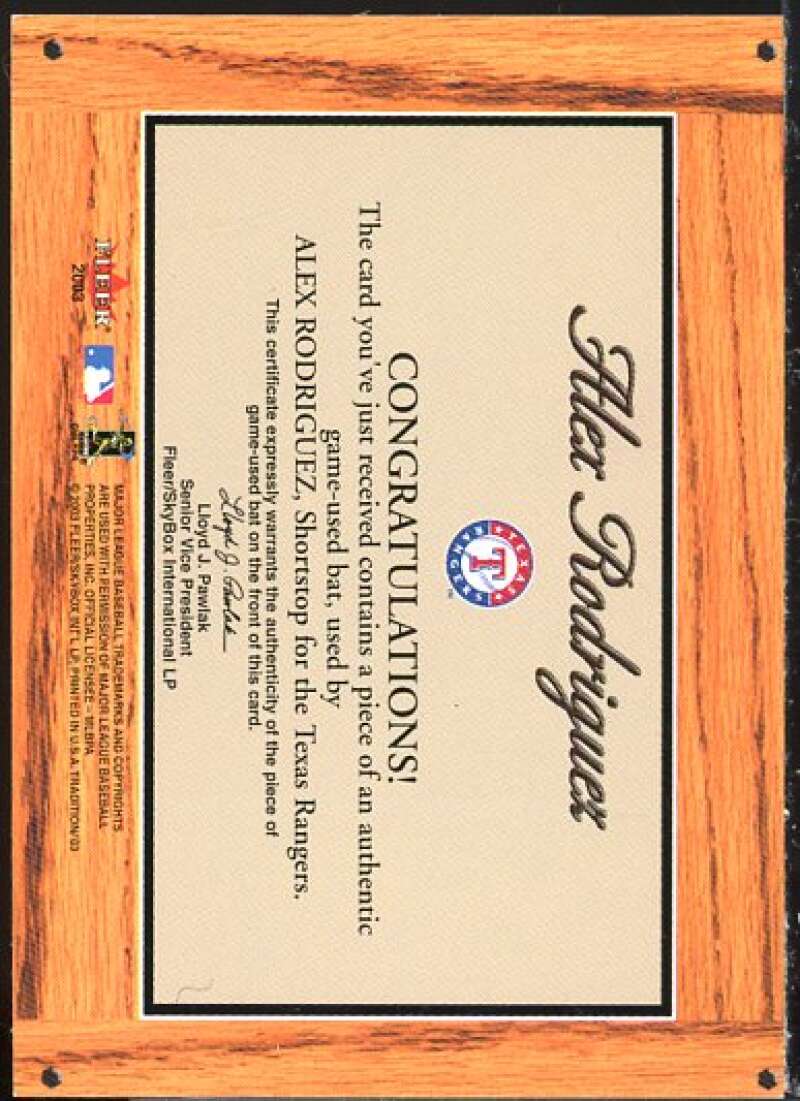 Alex Rodriguez
TEXAS
T
RANGERS
TM
CONGRATULATIONS!
The card you've just received contains a piece of an authentic
game-used bat, used by
ALEX RODRIGUEZ, Shortstop for the Texas Rangers.
This certificate expressly warrants the authenticity of the piece of
game-used bat on the front of this card.
Lloyd J. Pawlak
Lloyd J. Pawlak
Senior Vice President
Fleer/SkyBox International LP
FLEER
2003
MAJOR LEAGUE BASEBALL TRADEMARKS AND COPYRIGHTS
ARE USED WITH PERMISSION OF MAJOR LEAGUE BASEBALL
PROPERTIES, INC. OFFICIAL LICENSEE – MLBPA
© 2003 FLEER/SKYBOX INT'L LP, PRINTED IN U.S.A. TRADITION'03